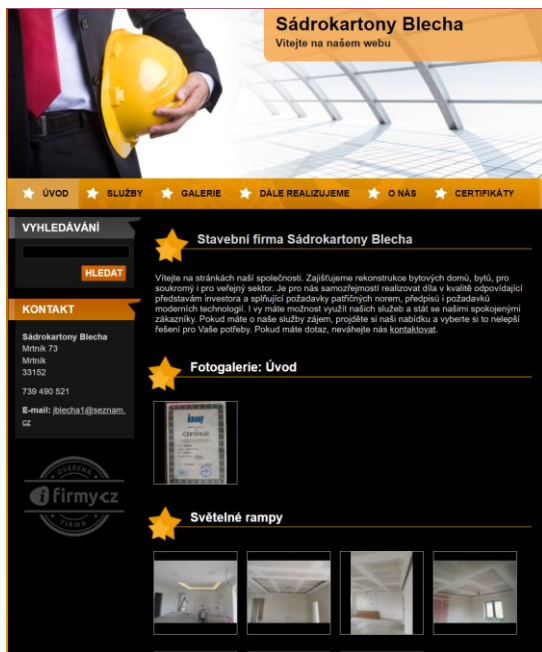 Sádrokartony Blecha
Vítejte na našem webu
ÚVOD SLUŽBY GALERIE DÁLE REALIZUJEME O NÁS CERTIFIKÁTY
VYHLEDÁVÁNÍ
HLEDAT
KONTAKT
Sádrokartony Blecha
Mrtník 73
Mrtník
33152
739 490 521
E-mail: jblecha1@seznam.
cz
OVĚŘENÁ
firmy.cz
FIRMA
Stavební firma Sádrokartony Blecha
Vítejte na stránkách naší společnosti. Zajišťujeme rekonstrukce bytových domů, bytů, pro
soukromý i pro veřejný sektor. Je pro nás samozřejmostí realizovat díla v kvalitě odpovídající
představám investora a splňující požadavky patřičných norem, předpisů i požadavků
moderních technologií. I vy máte možnost využít našich služeb a stát se našimi spokojenými
zákazníky. Pokud máte o naše služby zájem, projděte si naši nabídku a vyberte si to nelepší
řešení pro Vaše potřeby. Pokud máte dotaz, neváhejte nás kontaktovat.
Fotogalerie: Úvod
KNAUF
CERTIFIKÁT
Světelné rampy